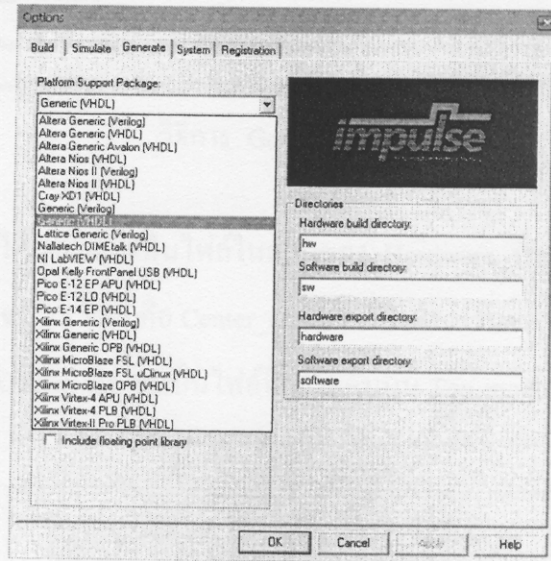 Options
Build
Simulate
Generate
System
Registration
Platform Support Package:
Generic (VHDL)
Altera Generic (Verilog)
Altera Generic (VHDL)
Altera Generic Avalon (VHDL)
Altera Nios (VHDL)
Altera Nios II (Verilog)
Altera Nios II (VHDL)
Cray XD1 (VHDL)
Generic (Verilog)
Generic (VHDL)
Lattice Generic (Verilog)
Nallatech DIMEtalk (VHDL)
NI LabVIEW (VHDL)
Opal Kelly FrontPanel USB (VHDL)
Pico E-12 EP APU (VHDL)
Pico E-12 LO (VHDL)
Pico E-14 EP (VHDL)
Xilinx Generic (Verilog)
Xilinx Generic (VHDL)
Xilinx Generic OPB (VHDL)
Xilinx MicroBlaze FSL (VHDL)
Xilinx MicroBlaze FSL uClinux (VHDL)
Xilinx MicroBlaze OPB (VHDL)
Xilinx Virtex-4 APU (VHDL)
Xilinx Virtex-4 PLB (VHDL)
Xilinx Virtex-II Pro PLB (VHDL)
Include floating point library
impulse
Directories
Hardware build directory:
hw
Software build directory:
sw
Hardware export directory:
hardware
Software export directory:
software
OK
Cancel
Apply
Help